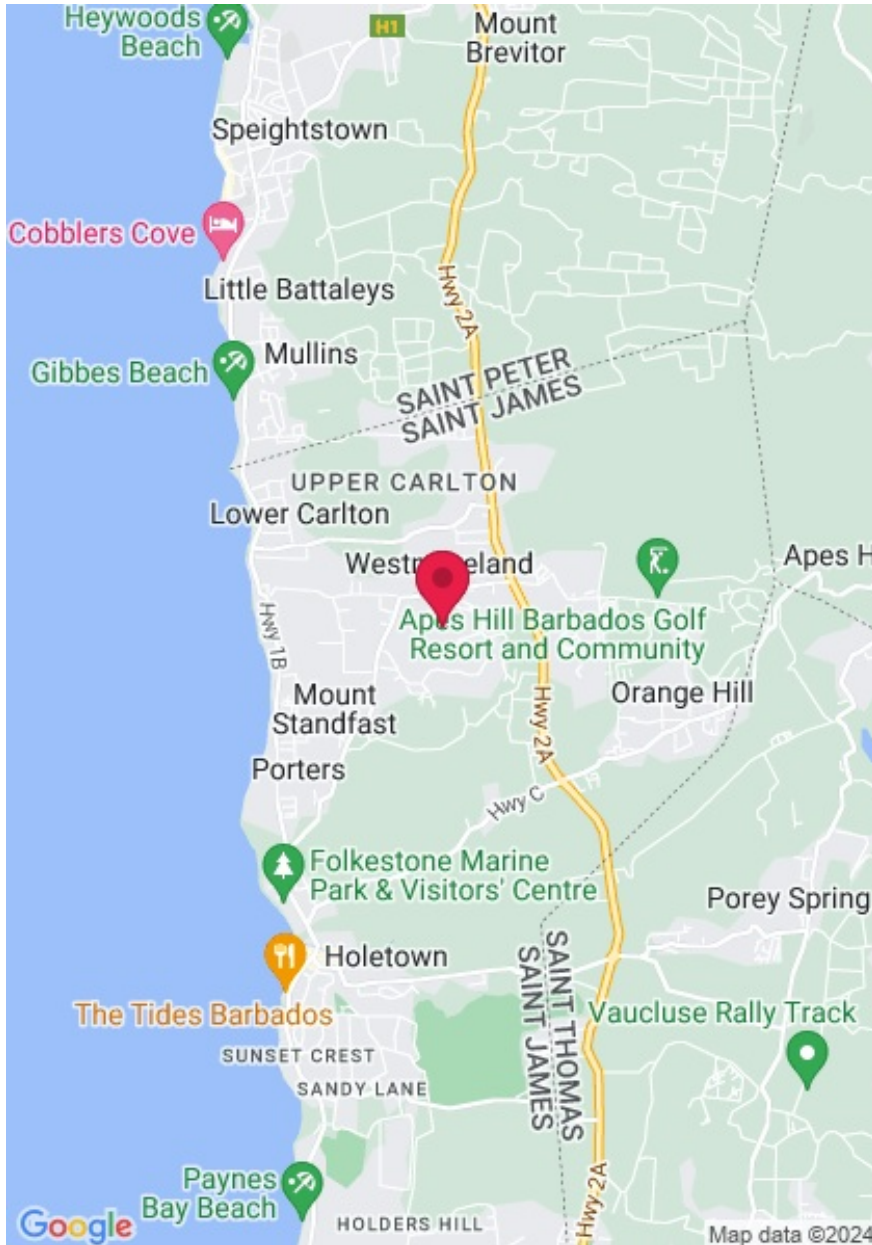 Heywoods
Beach
H1
Mount
Brevitor
Speightstown
Cobblers Cove
Little Battaleys
Hwy 2A
Mullins
Gibbes Beach
SAINT PETER
SAINT JAMES
UPPER CARLTON
Lower Carlton
Apes H
Hwy 1B
Apes Hill Barbados Golf
Resort and Community
Orange Hill
Mount
Standfast
Hwy 2A
Porters
Hwy C
Folkestone Marine
Park & Visitors' Centre
Porey Spring
Holetown
SAINT THOMAS
SAINT JAMES
The Tides Barbados
Vaucluse Rally Track
SUNSET CREST
SANDY LANE
Paynes
Bay Beach
Hwy 2A
HOLDERS HILL
Google
Map data ©2024